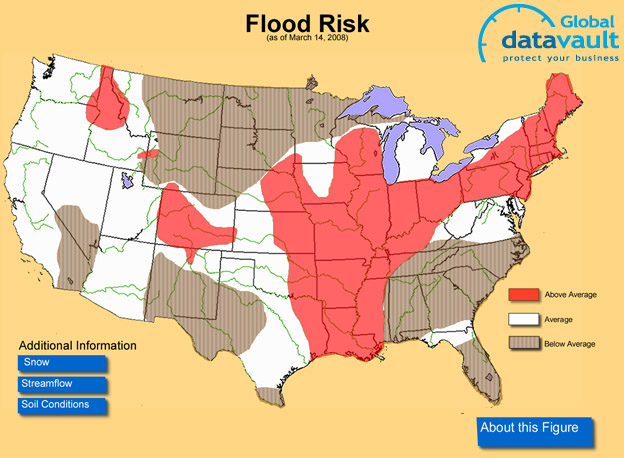 Flood Risk
(as of March 14, 2008)
Global
datavault
protect your business
Above Average
Average
Below Average
Additional Information
Snow
Streamflow
Soil Conditions
About this Figure